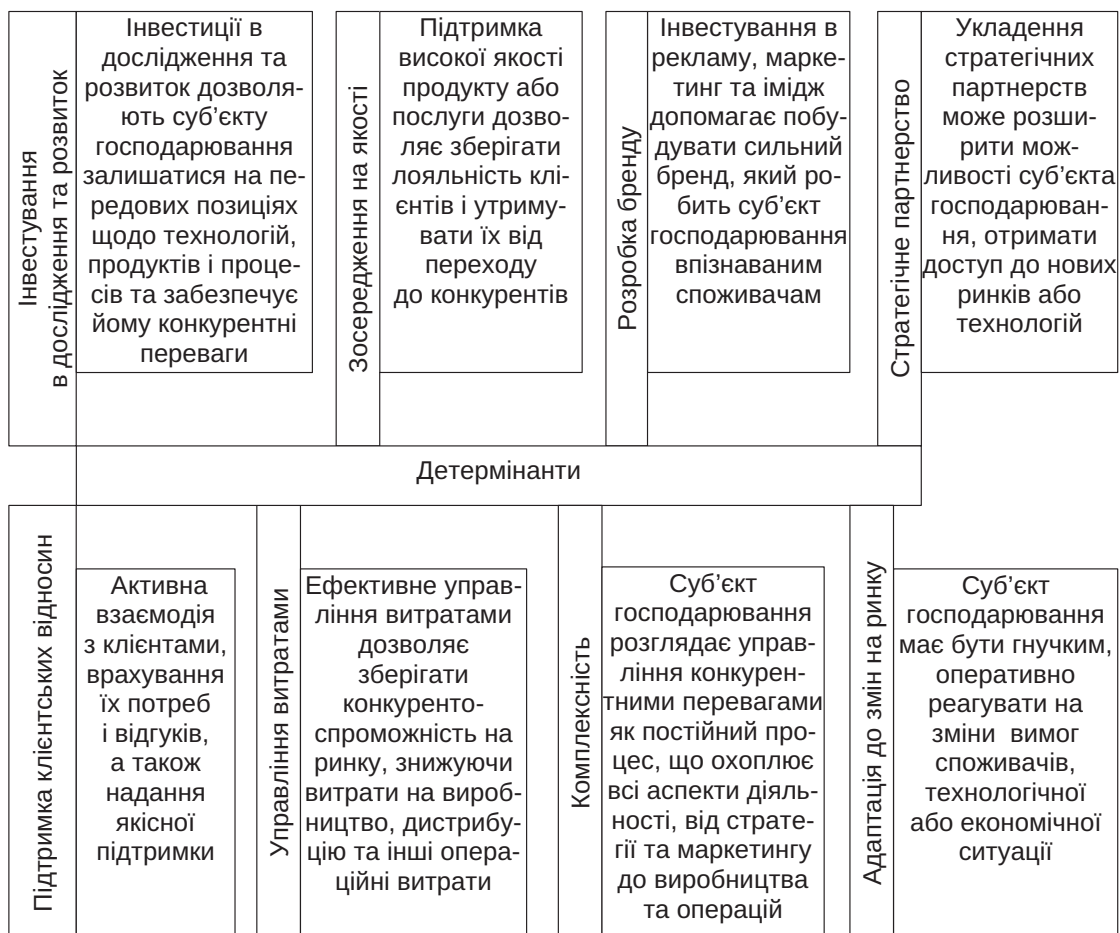 Інвестування
в дослідження та розвиток
Інвестиції в
дослідження та
розвиток дозволя-
ють суб’єкту
господарювання
залишатися на пе-
редових позиціях
щодо технологій,
продуктів і проце-
сів та забезпечує
йому конкурентні
переваги
Зосередження на якості
Підтримка
високої якості
продукту або
послуги дозво-
ляє зберігати
лояльність клі-
єнтів і утриму-
вати їх від
переходу
до конкурентів
Розробка бренду
Інвестування в
рекламу, марке-
тинг та імідж
допомагає побу-
дувати сильний
бренд, який ро-
бить суб’єкт
господарювання
впізнаваним
споживачам
Стратегічне партнерство
Укладення
стратегічних
партнерств
може розши-
рити мож-
ливості суб’єкта
господарюван-
ня, отримати
доступ до нових
ринків або
технологій
Детермінанти
Підтримка клієнтських відносин
Активна
взаємодія
з клієнтами,
врахування
їх потреб
і відгуків,
а також
надання
якісної
підтримки
Управління витратами
Ефективне управ-
ління витратами
дозволяє
зберігати
конкуренто-
спроможність на
ринку, знижуючи
витрати на вироб-
ництво, дистрибу-
цію та інші опера-
ційні витрати
Комплексність
Суб’єкт
господарювання
розглядає управ-
ління конкурен-
тними перевагами
як постійний про-
цес, що охоплює
всі аспекти діяль-
ності, від страте-
гії та маркетингу
до виробництва
та операцій
Адаптація до змін на ринку
Суб’єкт
господарювання
має бути гнучким,
оперативно
реагувати на
зміни вимог
споживачів,
технологічної
або економічної
ситуації